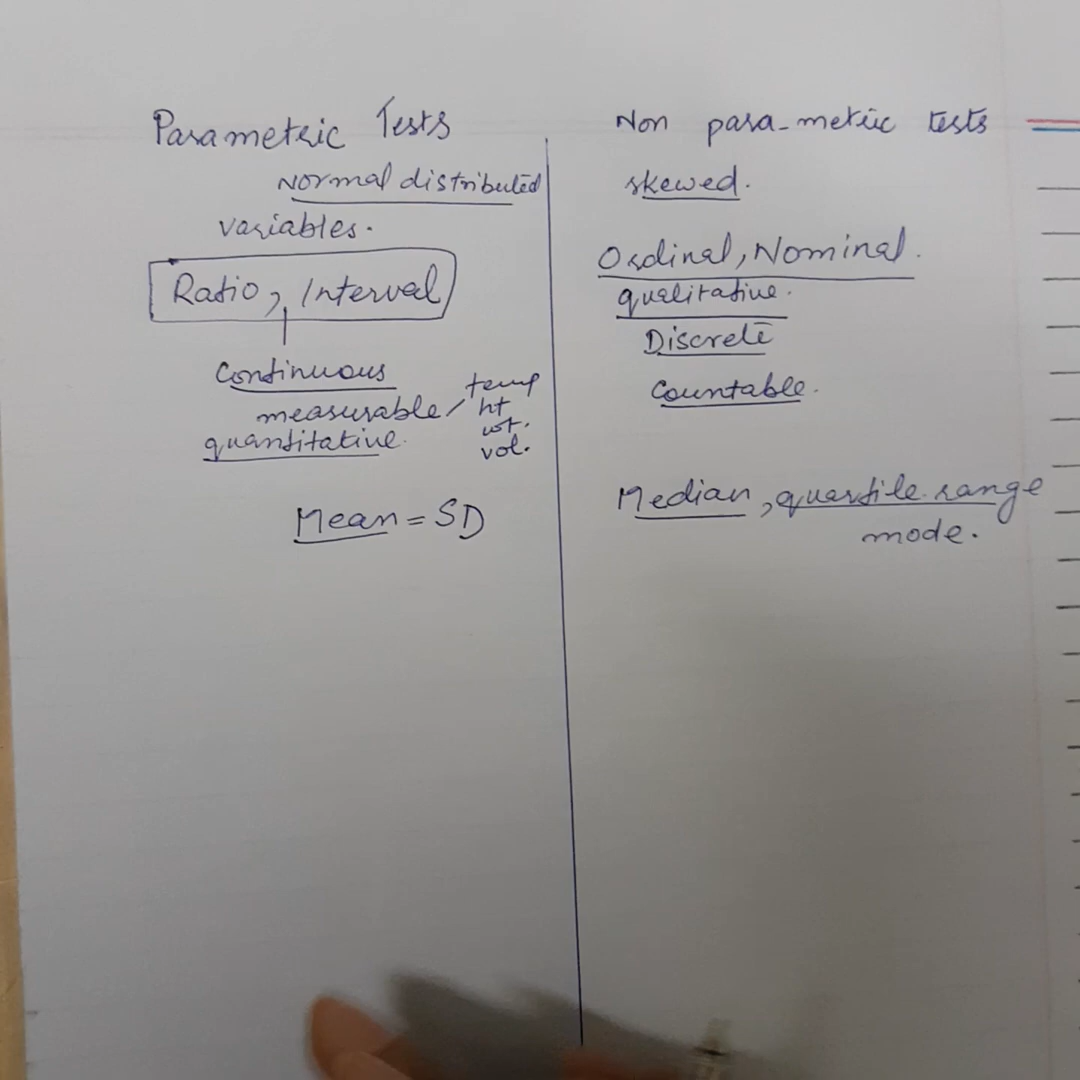 Parametric Tests
Normal distributed
variables.
Ratio, Interval
Continuous
measurable / temp
ht
wt.
vol.
quantitative.
Mean = SD
Non para-metric tests
skewed.
Ordinal, Nominal.
qualitative.
Discrete
Countable.
Median, quartile range
mode.